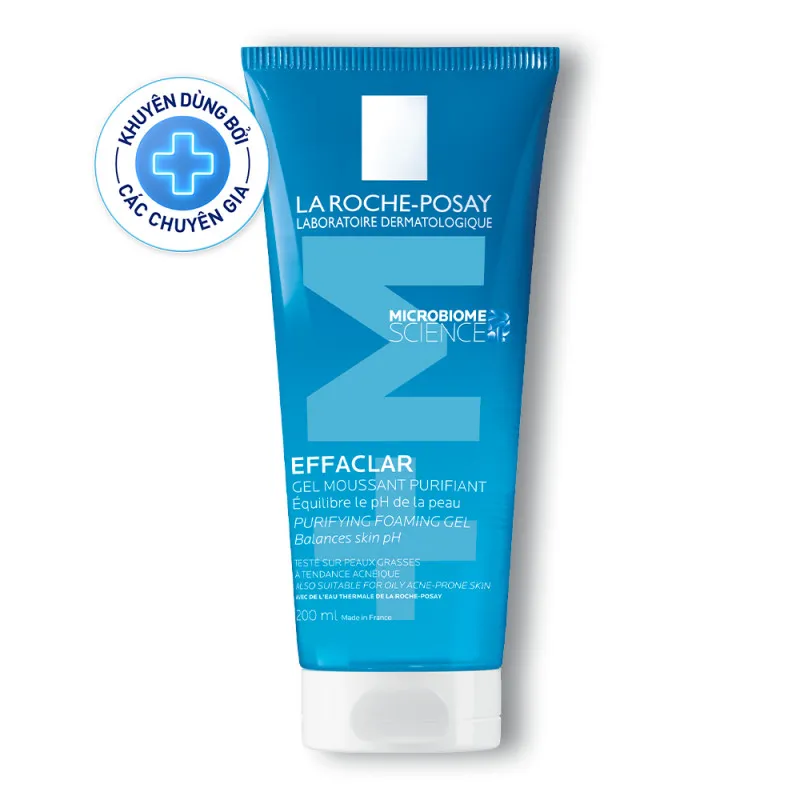 KHUYÊN DÙNG BỞI
CÁC CHUYÊN GIA
LA ROCHE-POSAY
LABORATOIRE DERMATOLOGIQUE
+M
MICROBIOME
SCIENCE
EFFACLAR
GEL MOUSSANT PURIFIANT
Équilibre le pH de la peau
PURIFYING FOAMING GEL
Balances skin pH
TESTÉ SUR PEAUX GRASSES
À TENDANCE ACNÉIQUE
ALSO SUITABLE FOR OILY ACNE-PRONE SKIN
AVEC DE L'EAU THERMALE DE LA ROCHE-POSAY
200 ml Made in France